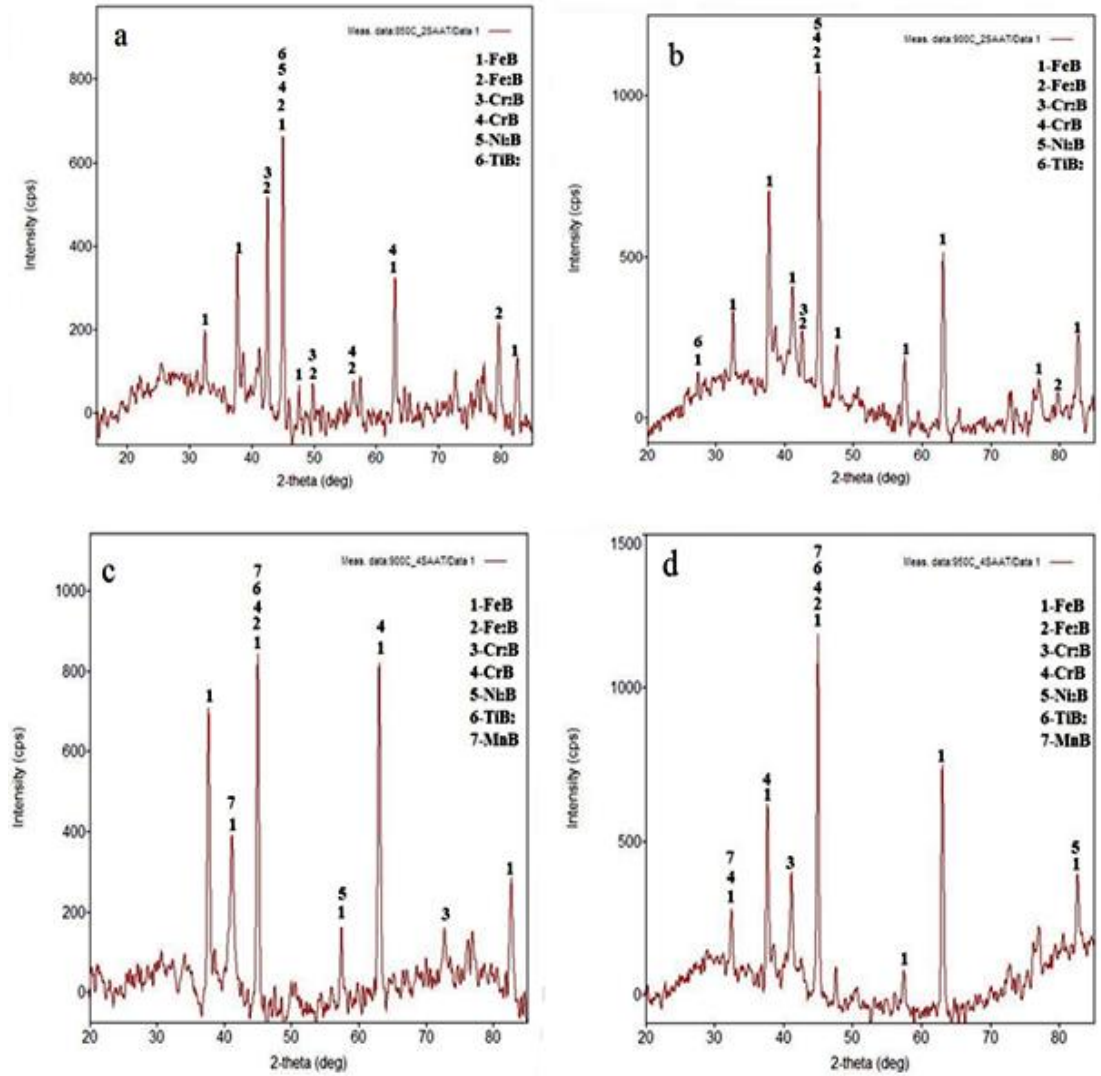 a
Meas. data:850C_2SAAT/Data 1
1-FeB
2-Fe₂B
3-Cr₂B
4-CrB
5-Ni₂B
6-TiB₂
Intensity (cps)
800
600
400
200
0
1
1
3
2
6
5
4
2
1
1
3
2
4
2
4
1
2
1
20 30 40 50 60 70 80
2-theta (deg)
b
Meas. data:900C_2SAAT/Data 1
1-FeB
2-Fe₂B
3-Cr₂B
4-CrB
5-Ni₂B
6-TiB₂
Intensity (cps)
1000
500
0
6
1
1
1
1
3
2
5
4
2
1
1
1
1
1
2
1
20 30 40 50 60 70 80
2-theta (deg)
c
Meas. data:900C_4SAAT/Data 1
1-FeB
2-Fe₂B
3-Cr₂B
4-CrB
5-Ni₂B
6-TiB₂
7-MnB
Intensity (cps)
1000
800
600
400
200
0
1
7
1
7
6
4
2
1
5
1
4
1
3
1
20 30 40 50 60 70 80
2-theta (deg)
d
Meas. data:950C_4SAAT/Data 1
1-FeB
2-Fe₂B
3-Cr₂B
4-CrB
5-Ni₂B
6-TiB₂
7-MnB
Intensity (cps)
1500
1000
500
0
7
4
1
4
1
3
7
6
4
2
1
1
1
5
1
20 30 40 50 60 70 80
2-theta (deg)